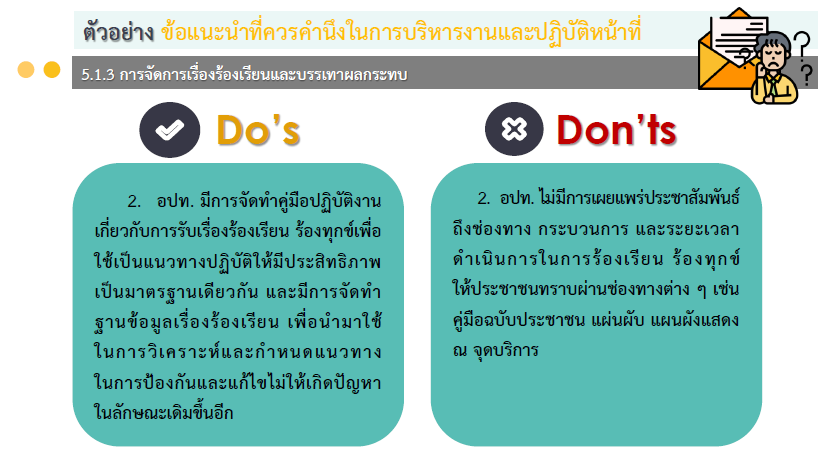 ตัวอย่าง ข้อแนะนำที่ควรคำนึงในการบริหารงานและปฏิบัติหน้าที่
5.1.3 การจัดการเรื่องร้องเรียนและบรรเทาผลกระทบ
Do's
2. อปท. มีการจัดทำคู่มือปฏิบัติงาน
เกี่ยวกับการรับเรื่องร้องเรียน ร้องทุกข์เพื่อ
ใช้เป็นแนวทางปฏิบัติให้มีประสิทธิภาพ
เป็นมาตรฐานเดียวกัน และมีการจัดทำ
ฐานข้อมูลเรื่องร้องเรียน เพื่อนำมาใช้
ในการวิเคราะห์และกำหนดแนวทาง
ในการป้องกันและแก้ไขไม่ให้เกิดปัญหา
ในลักษณะเดิมขึ้นอีก
Don'ts
2. อปท. ไม่มีการเผยแพร่ประชาสัมพันธ์
ถึงช่องทาง กระบวนการ และระยะเวลา
ดำเนินการในการร้องเรียน ร้องทุกข์
ให้ประชาชนทราบผ่านช่องทางต่าง ๆ เช่น
คู่มือฉบับประชาชน แผ่นผับ แผนผังแสดง
ณ จุดบริการ